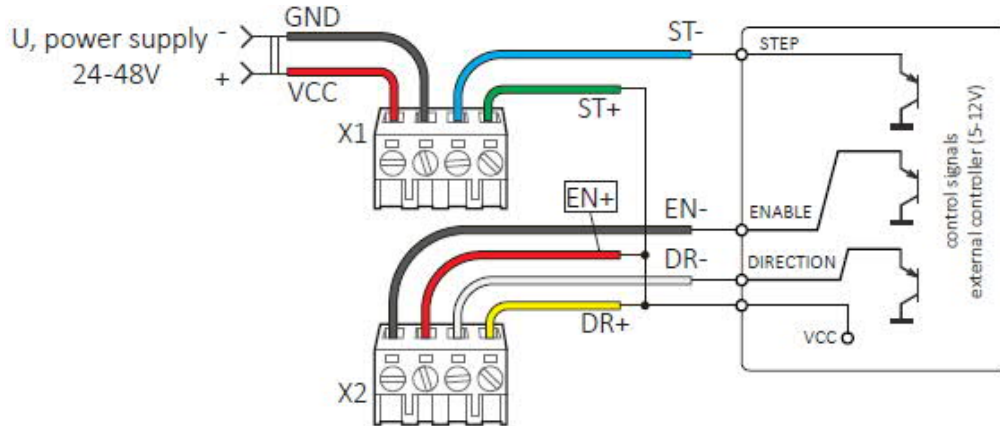 GND
U, power supply -
24-48V +
VCC
X1
ST-
ST+
STEP
EN+
EN-
ENABLE
DR-
DIRECTION
DR+
VCC
X2
control signals
external controller (5-12V)